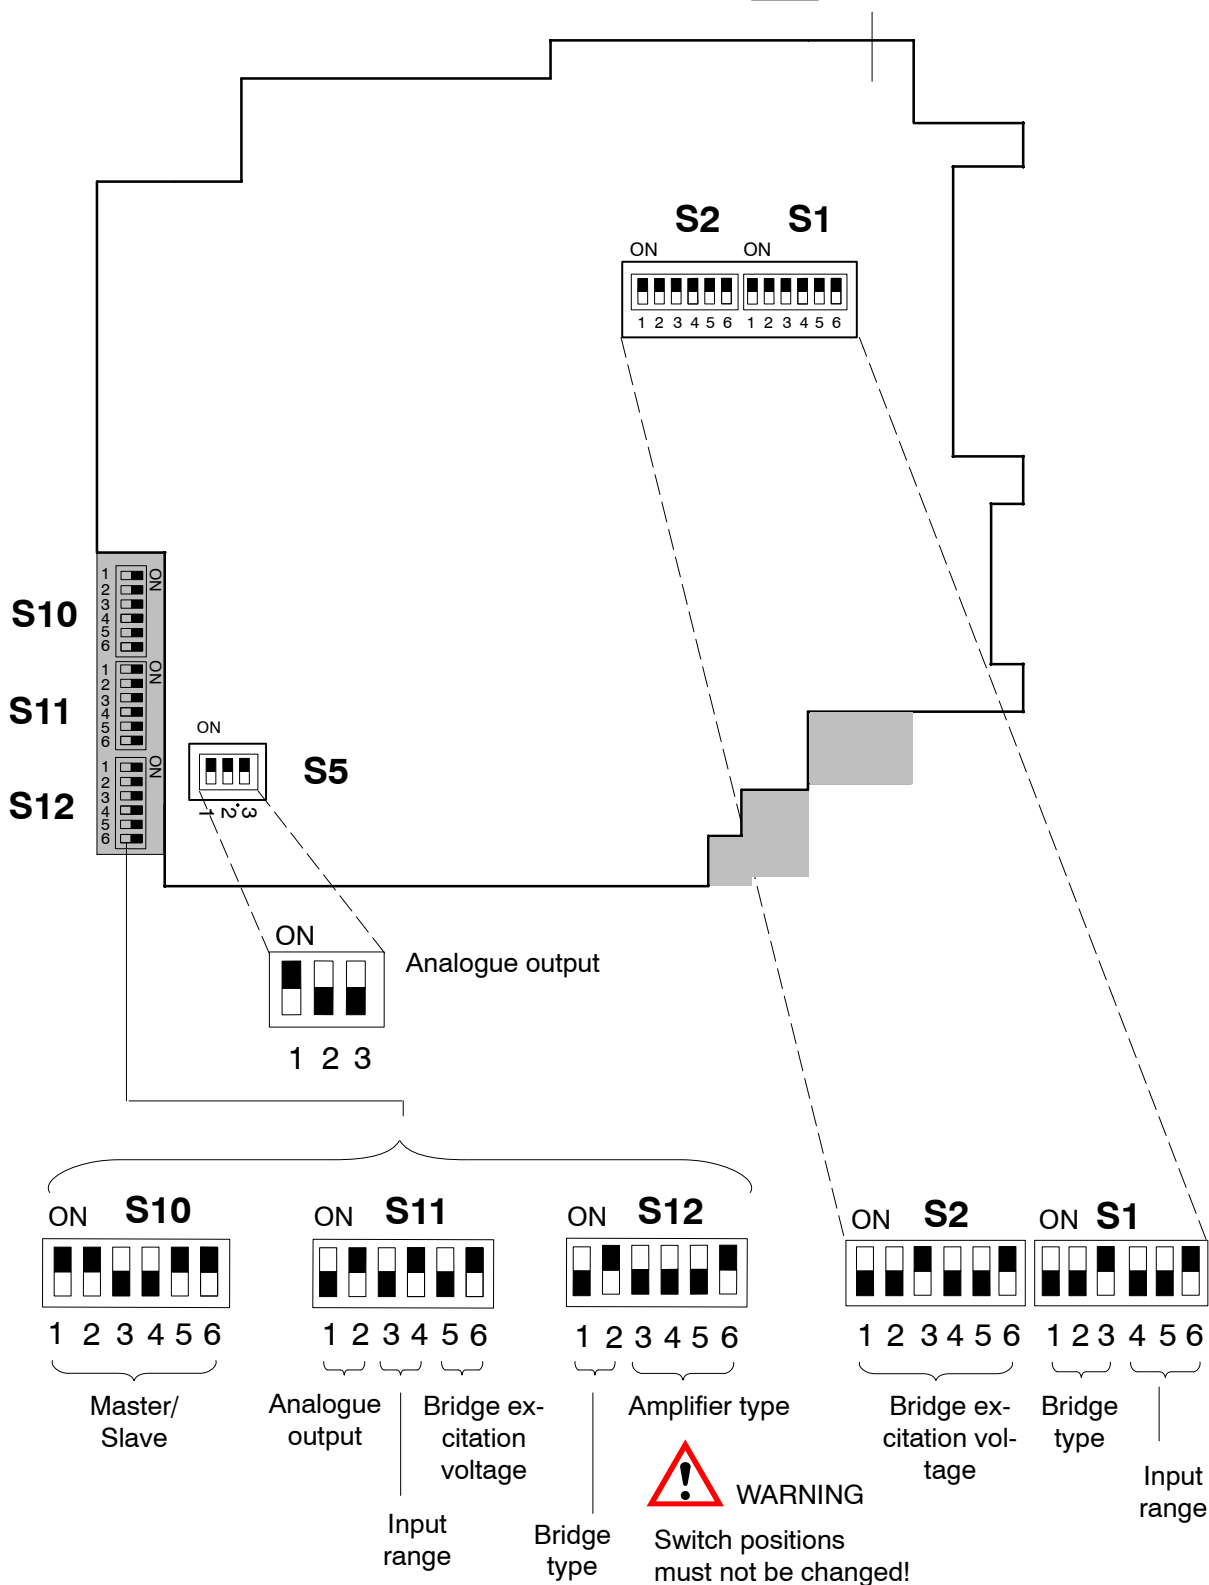 S2 S1
ON ON
1 2 3 4 5 6 1 2 3 4 5 6
S10
1 2 3 4 5 6
ON
S11
1 2 3 4 5 6
ON
S12
1 2 3 4 5 6
ON
ON
S5
1 2 3
ON
Analogue output
1 2 3
ON S10
1 2 3 4 5 6
Master/
Slave
ON S11
1 2 3 4 5 6
Analogue
output
Input
range
Bridge ex-
citation
voltage
ON S12
1 2 3 4 5 6
Bridge
type
Amplifier type
! WARNING
Switch positions
must not be changed!
ON S2
1 2 3 4 5 6
Bridge ex-
citation vol-
tage
ON S1
1 2 3 4 5 6
Bridge
type
Input
range